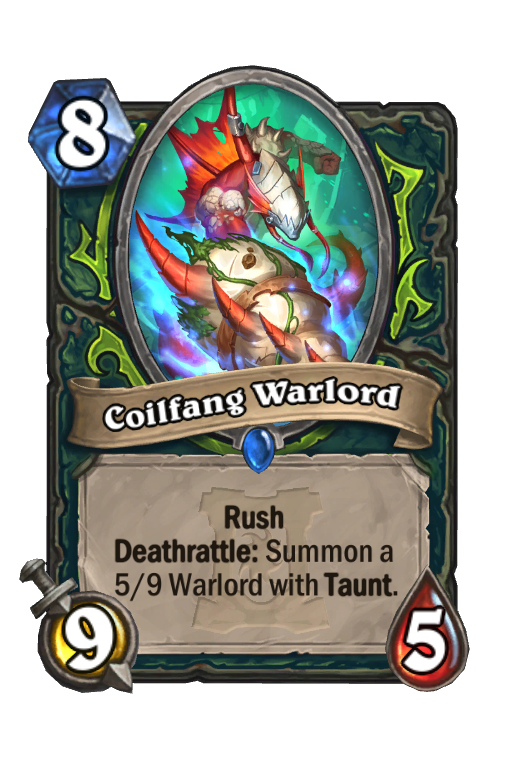 8
Coilfang Warlord
Rush
Deathrattle: Summon a
5/9 Warlord with Taunt.
9
5